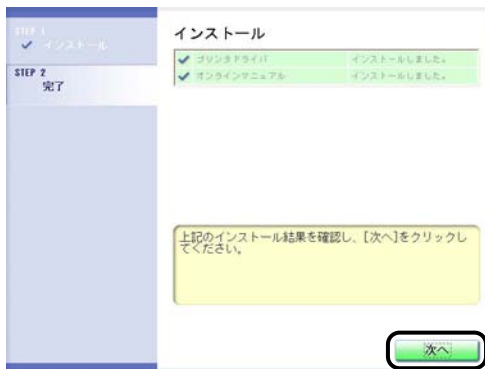 STEP 1
インストール
STEP 2
完了
インストール
プリンタドライバ インストールしました。
オンラインマニュアル インストールしました。
上記のインストール結果を確認し、[次へ]をクリックし
てください。
次へ